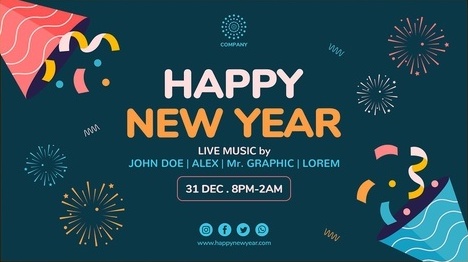 COMPANY
HAPPY
NEW YEAR
LIVE MUSIC by
JOHN DOE | ALEX | Mr. GRAPHIC | LOREM
31 DEC . 8PM-2AM
www.happynewyear.com